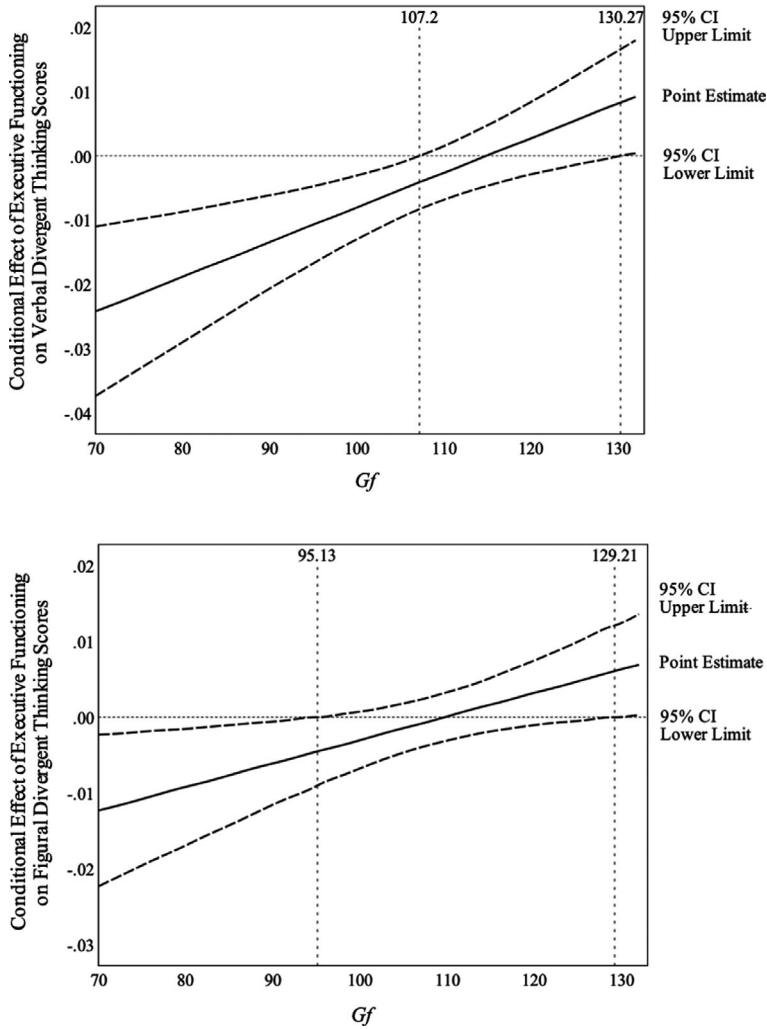 107.2
130.27
95% CI
Upper Limit
Point Estimate
95% CI
Lower Limit
Conditional Effect of Executive Functioning
on Verbal Divergent Thinking Scores
.02
.01
.00
-.01
-.02
-.03
-.04
70
80
90
100
110
120
130
Gf
95.13
129.21
95% CI
Upper Limit
Point Estimate
95% CI
Lower Limit
Conditional Effect of Executive Functioning
on Figural Divergent Thinking Scores
.02
.01
.00
-.01
-.02
-.03
70
80
90
100
110
120
130
Gf